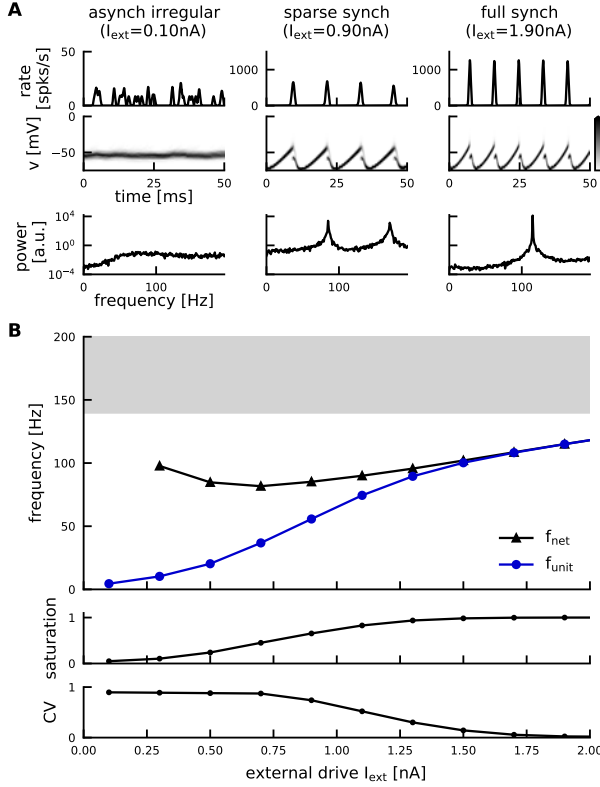 A
asynch irregular
(Iext=0.10nA)
sparse synch
(Iext=0.90nA)
full synch
(Iext=1.90nA)
rate
[spks/s]
50
0
1000
0
1000
0
v [mV]
0
−50
0 25 50
0 25 50
0 25 50
time [ms]
power
[a.u.]
10⁴
10⁰
10⁻⁴
100
0 100
0 100
frequency [Hz]
B
frequency [Hz]
200
150
100
50
0
fnet
funit
saturation
1
0
CV
1
0
0.00 0.25 0.50 0.75 1.00 1.25 1.50 1.75 2.00
external drive Iext [nA]